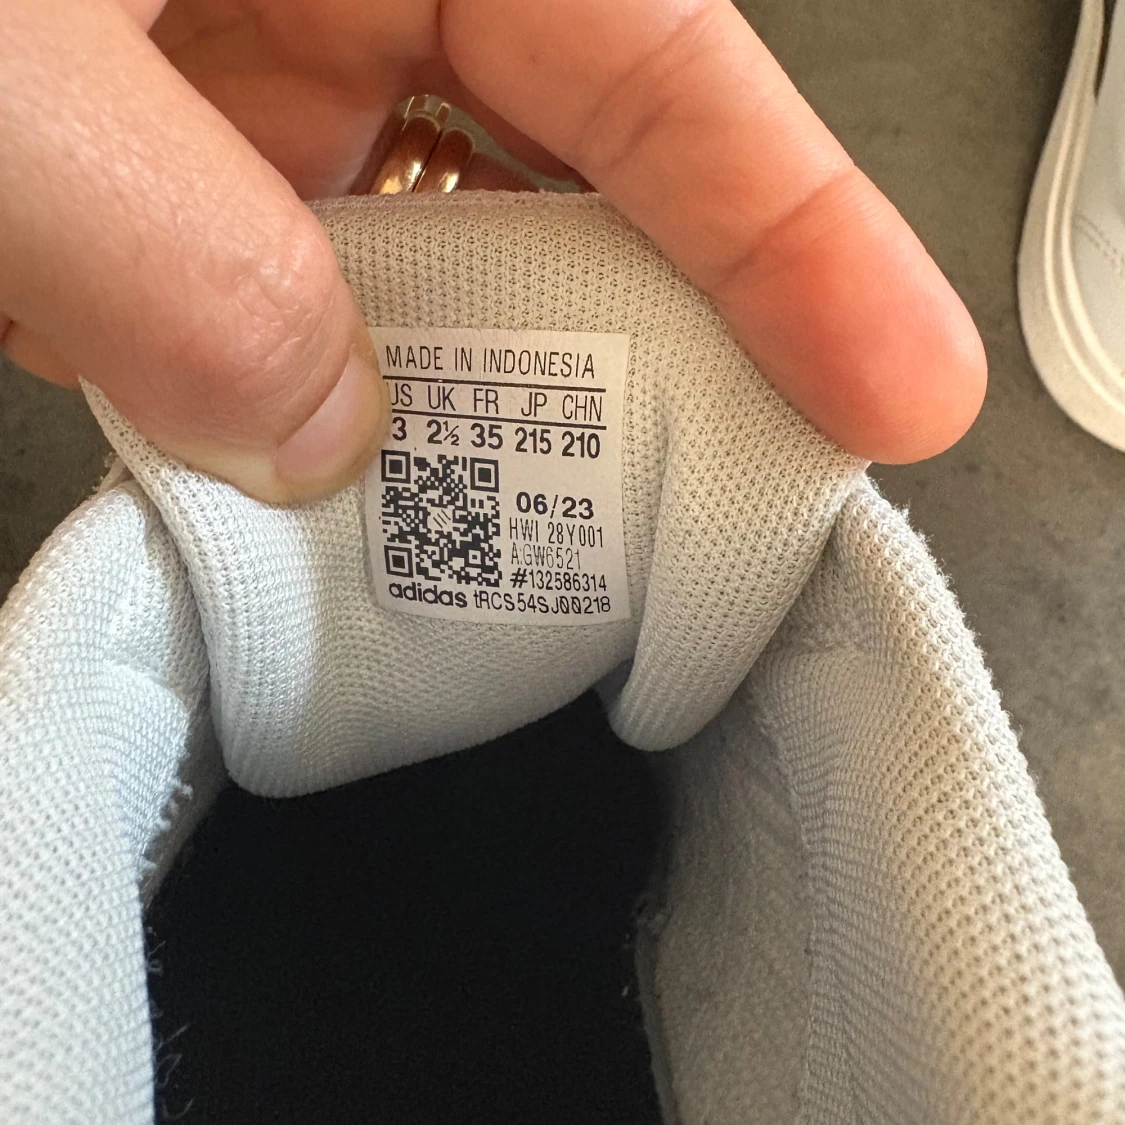 MADE IN INDONESIA
US UK FR JP CHN
3 2½ 35 215 210
06/23
HWI 28Y001
A:GW6521
#132586314
adidas tRCS54SJ00218